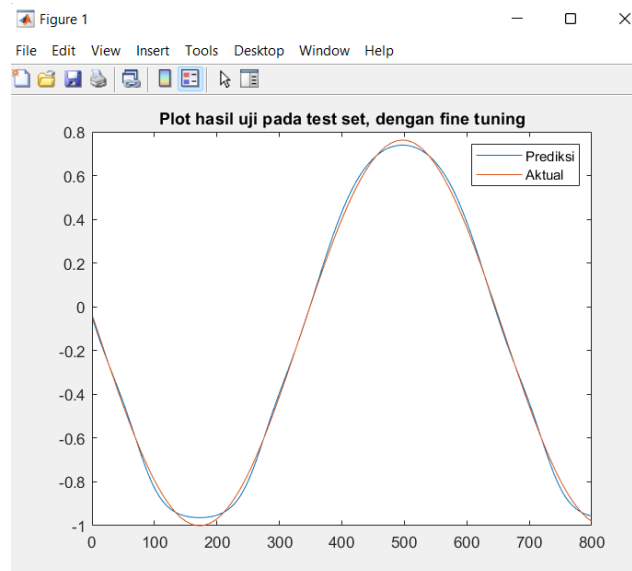 Figure 1
File Edit View Insert Tools Desktop Window Help
Plot hasil uji pada test set, dengan fine tuning
Prediksi
Aktual
0.8
0.6
0.4
0.2
0
-0.2
-0.4
-0.6
-0.8
-1
0 100 200 300 400 500 600 700 800